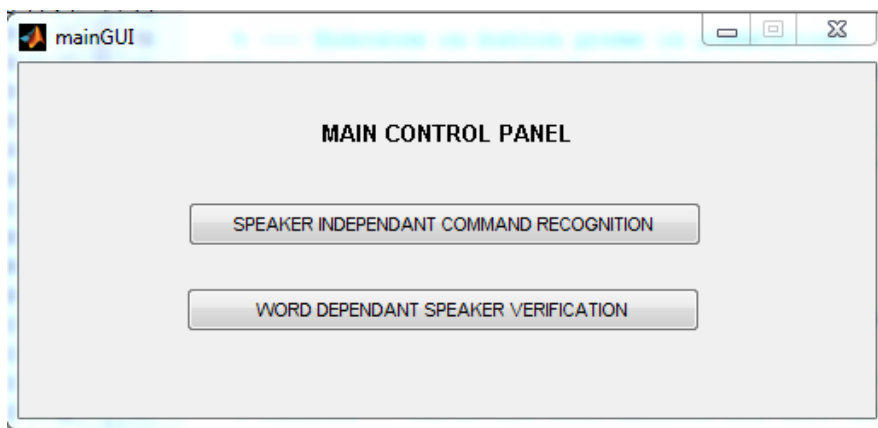 mainGUI
MAIN CONTROL PANEL
SPEAKER INDEPENDANT COMMAND RECOGNITION
WORD DEPENDANT SPEAKER VERIFICATION